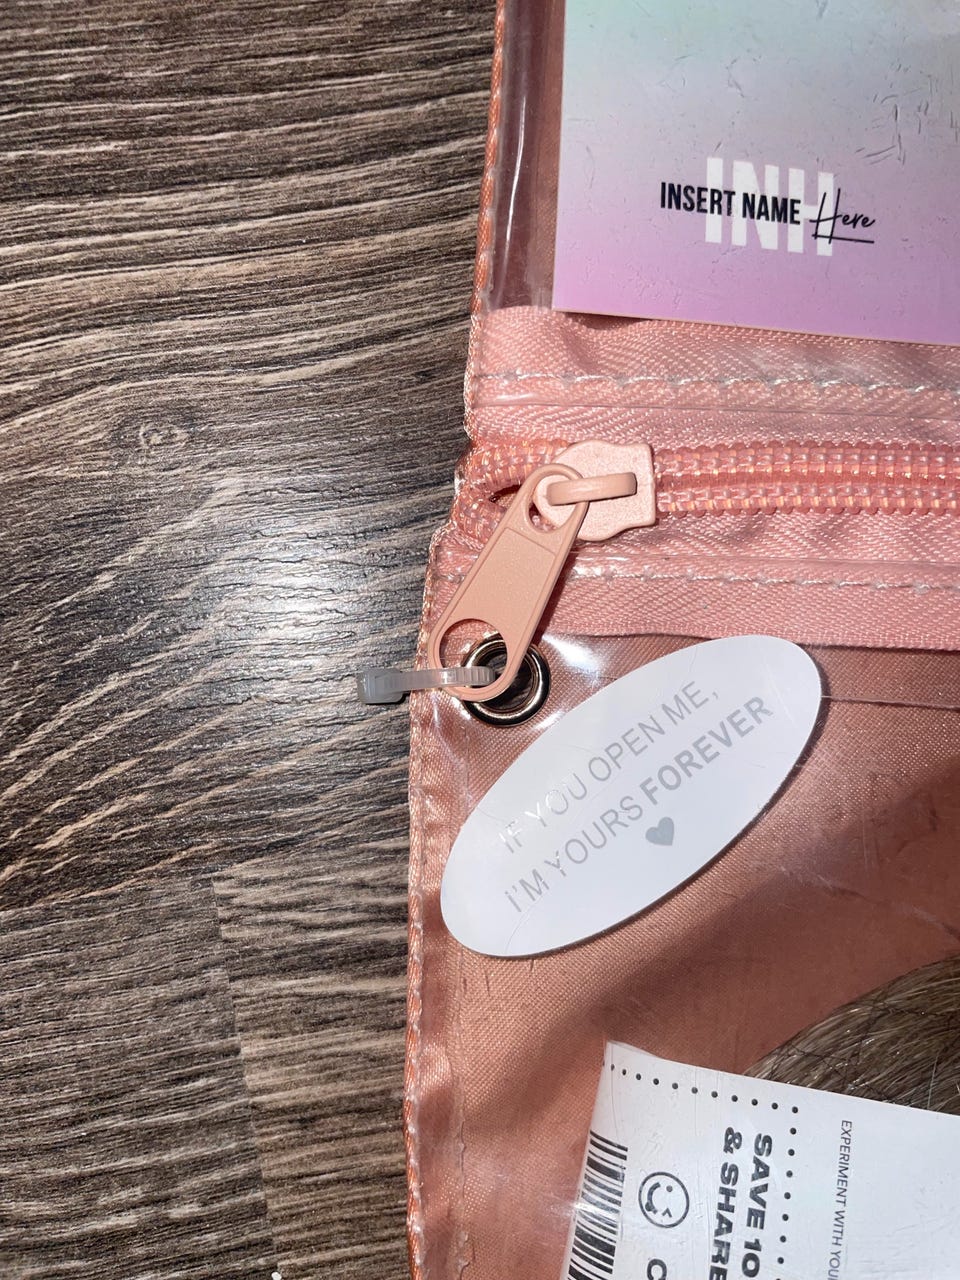 INH
INSERT NAME Here
IF YOU OPEN ME,
I'M YOURS FOREVER
EXPERIMENT WITH YOU
SAVE 10
& SHARE